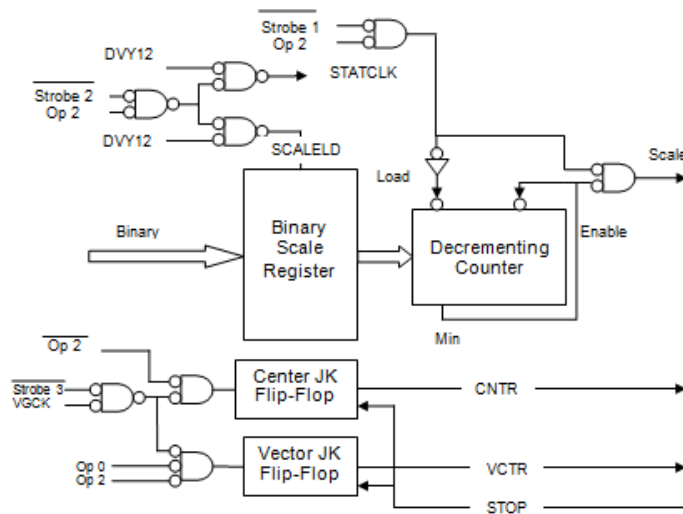 Strobe 1
Op 2
DVY12
STATCLK
Strobe 2
Op 2
DVY12
SCALELD
Scale
Load
Binary
Binary
Scale
Register
Decrementing
Counter
Enable
Min
Op 2
Strobe 3
VGCK
Center JK
Flip-Flop
CNTR
Op 0
Op 2
Vector JK
Flip-Flop
VCTR
STOP